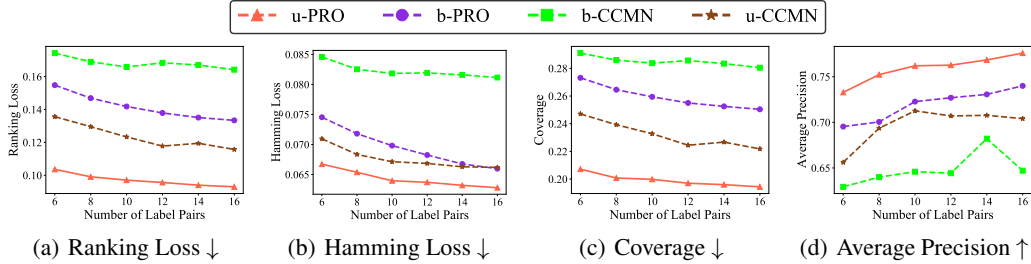 u-PRO b-PRO b-CCMN u-CCMN
Ranking Loss
0.16
0.14
0.12
0.10
6 8 10 12 14 16
Number of Label Pairs
(a) Ranking Loss ↓
Hamming Loss
0.085
0.080
0.075
0.070
0.065
6 8 10 12 14 16
Number of Label Pairs
(b) Hamming Loss ↓
Coverage
0.28
0.26
0.24
0.22
0.20
6 8 10 12 14 16
Number of Label Pairs
(c) Coverage ↓
Average Precision
0.75
0.70
0.65
6 8 10 12 14 16
Number of Label Pairs
(d) Average Precision ↑